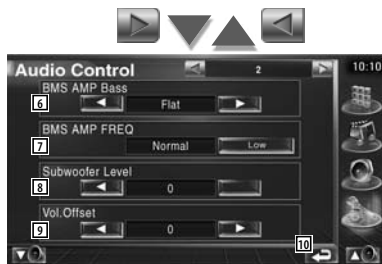 Audio Control
2
10:10
BMS AMP Bass
6
Flat
BMS AMP FREQ
7
Normal
Low
Subwoofer Level
8
0
Vol.Offset
9
0
10